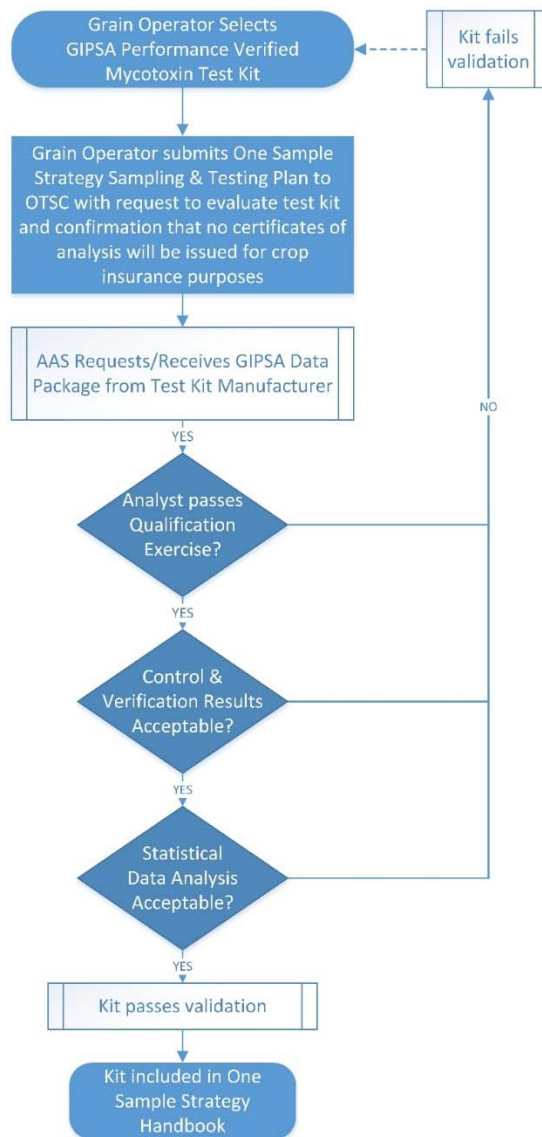 Grain Operator Selects
GIPSA Performance Verified
Mycotoxin Test Kit
Kit fails
validation
Grain Operator submits One Sample
Strategy Sampling & Testing Plan to
OTSC with request to evaluate test kit
and confirmation that no certificates of
analysis will be issued for crop
insurance purposes
AAS Requests/Receives GIPSA Data
Package from Test Kit Manufacturer
NO
YES
Analyst passes
Qualification
Exercise?
YES
Control &
Verification Results
Acceptable?
YES
Statistical
Data Analysis
Acceptable?
YES
Kit passes validation
Kit included in One
Sample Strategy
Handbook